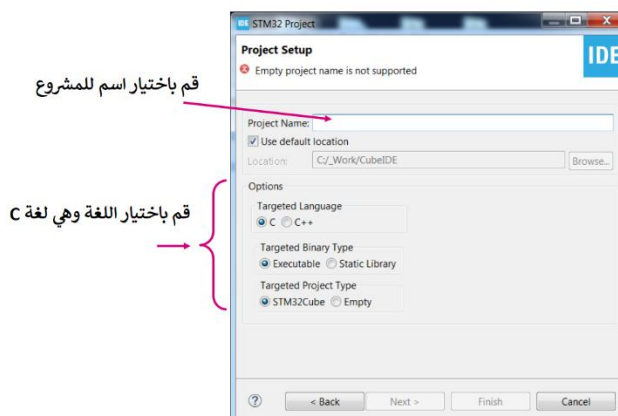 IDE STM32 Project
Project Setup
IDE
Empty project name is not supported
قم باختيار اسم للمشروع
Project Name:
Use default location
Location: C:/_Work/CubeIDE Browse...
Options
قم باختيار اللغة وهي لغة C
Targeted Language
C C++
Targeted Binary Type
Executable Static Library
Targeted Project Type
STM32Cube Empty
? < Back Next > Finish Cancel